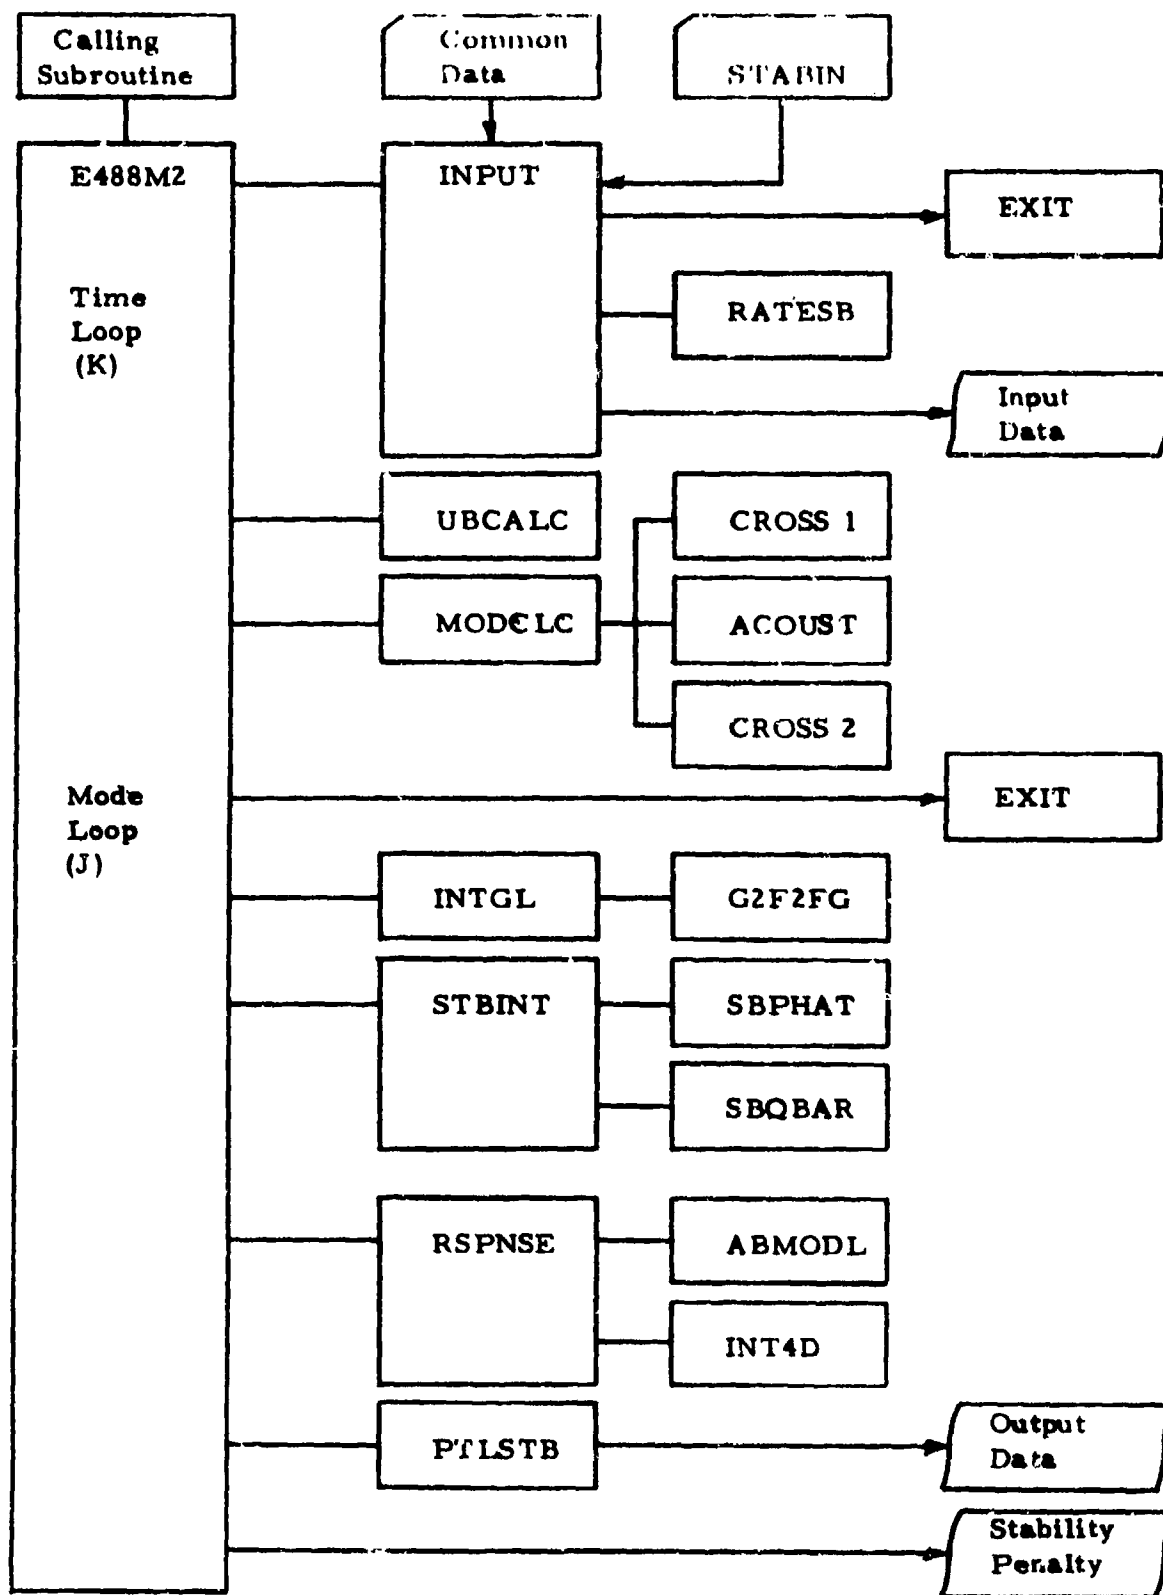 Calling
Subroutine
Common
Data
STABIN
E488M2
INPUT
EXIT
Time
Loop
(K)
RATESB
Input
Data
UBCALC
CROSS 1
MODCLC
ACOUST
CROSS 2
Mode
Loop
(J)
EXIT
INTGL
G2F2FG
STBINT
SBPHAT
SBQBAR
RSPNSE
ABMODL
INT4D
PTLSTB
Output
Data
Stability
Penalty